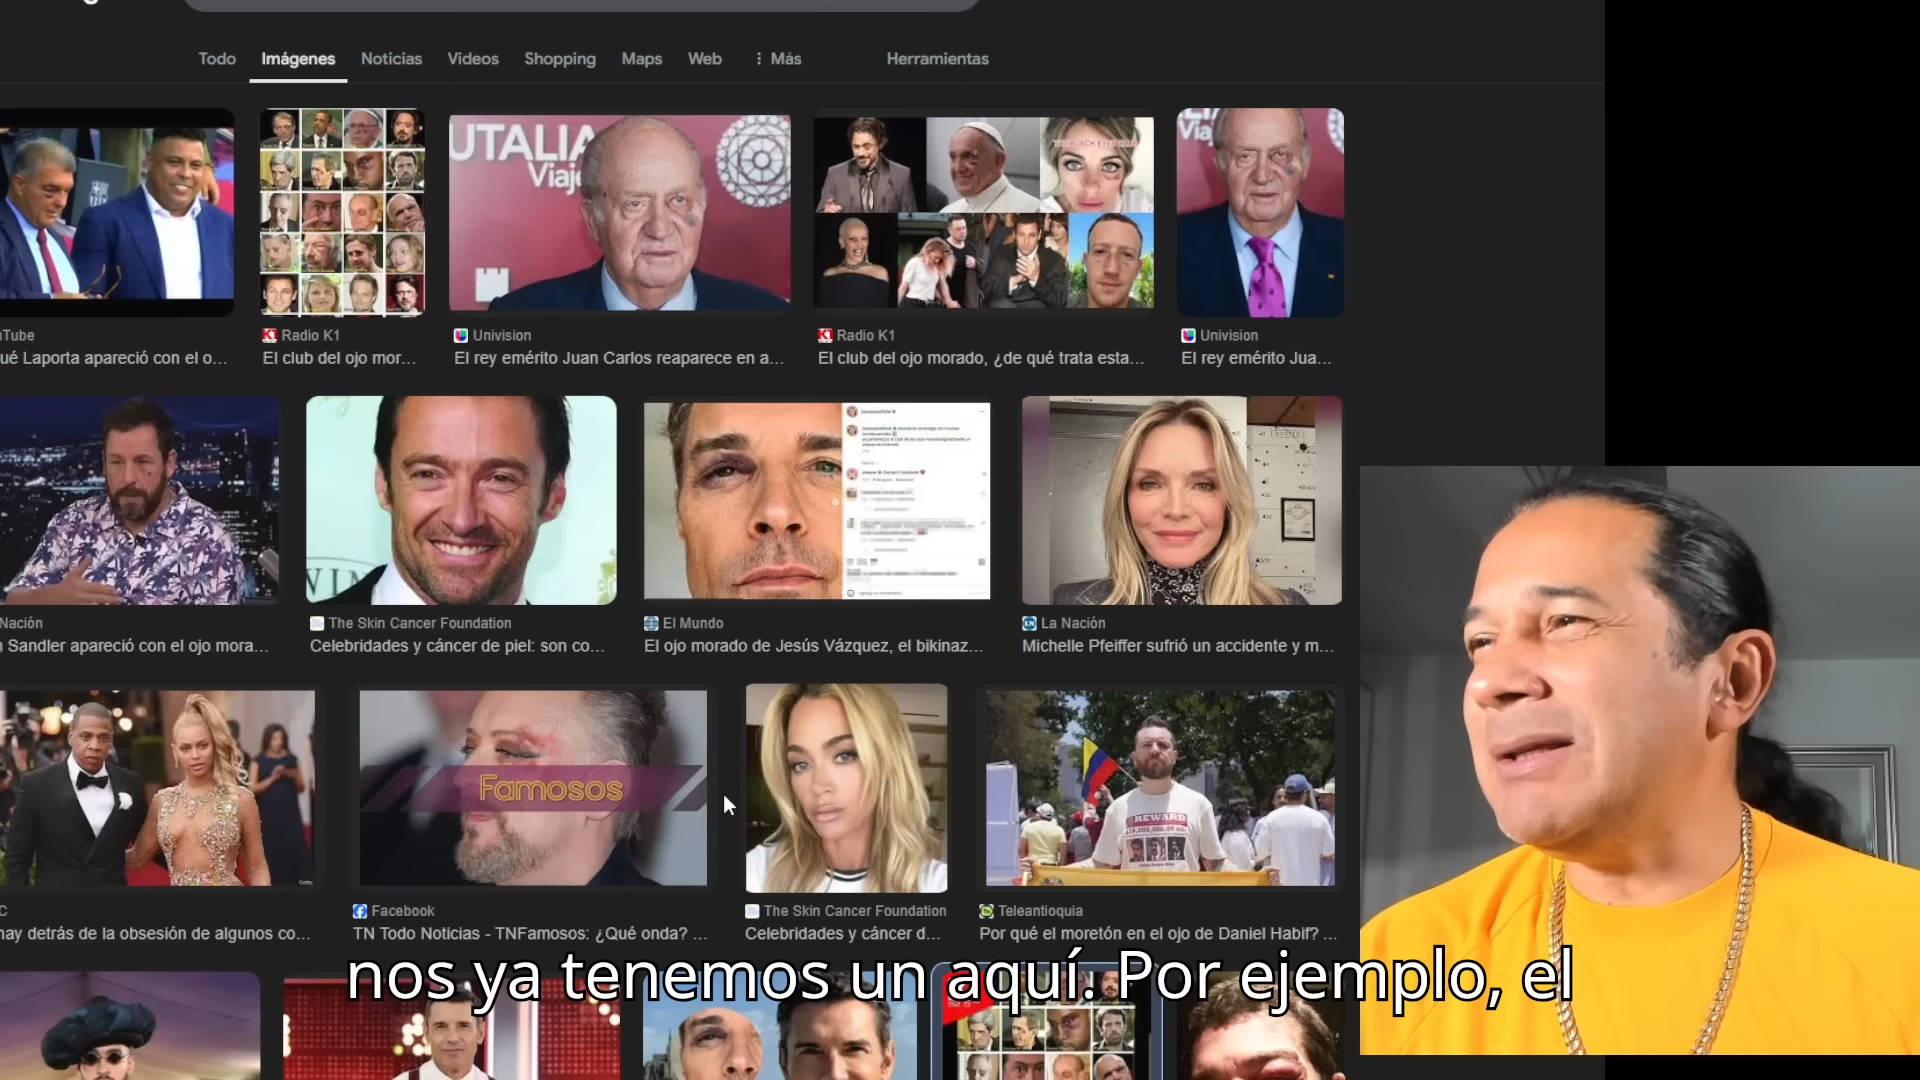 Todo Imágenes Noticias Videos Shopping Maps Web Más Herramientas
UTALIA
Viaje
Via
uTube
Radio K1
Univision
Radio K1
Univision
ué Laporta apareció con el o...
El club del ojo mor...
El rey emérito Juan Carlos reaparece en a...
El club del ojo morado, ¿de qué trata esta...
El rey emérito Jua...
Nación
The Skin Cancer Foundation
El Mundo
La Nación
n Sandler apareció con el ojo mora...
Celebridades y cáncer de piel: son co...
El ojo morado de Jesús Vázquez, el bikinaz...
Michelle Pfeiffer sufrió un accidente y m...
Famosos
REWARD
C
Facebook
The Skin Cancer Foundation
Teleantioquia
hay detrás de la obsesión de algunos co...
TN Todo Noticias - TNFamosos: ¿Qué onda? ...
Celebridades y cáncer d...
Por qué el moretón en el ojo de Daniel Habif? ...
nos ya tenemos un aquí. Por ejemplo, el